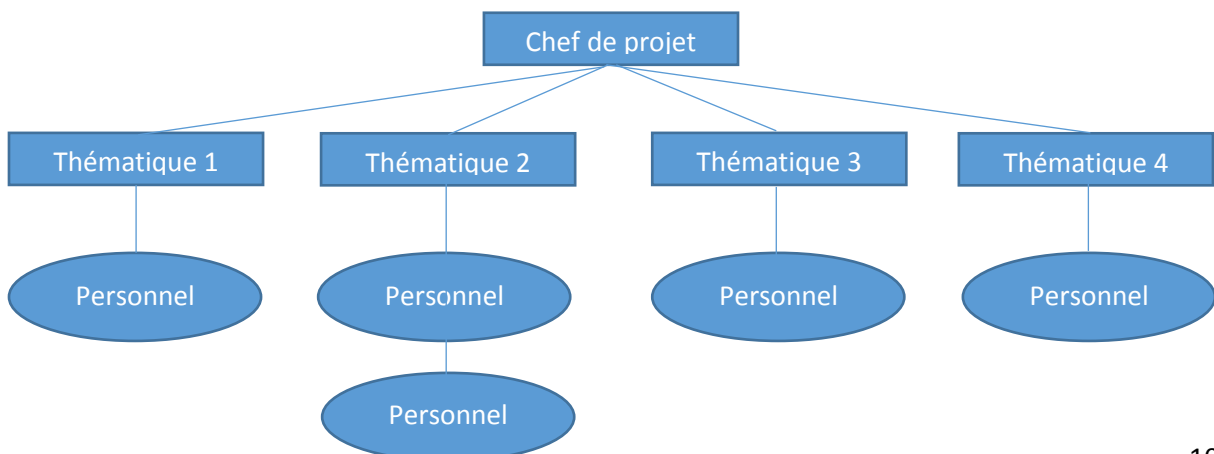 Chef de projet
Thématique 1
Thématique 2
Thématique 3
Thématique 4
Personnel
Personnel
Personnel
Personnel
Personnel